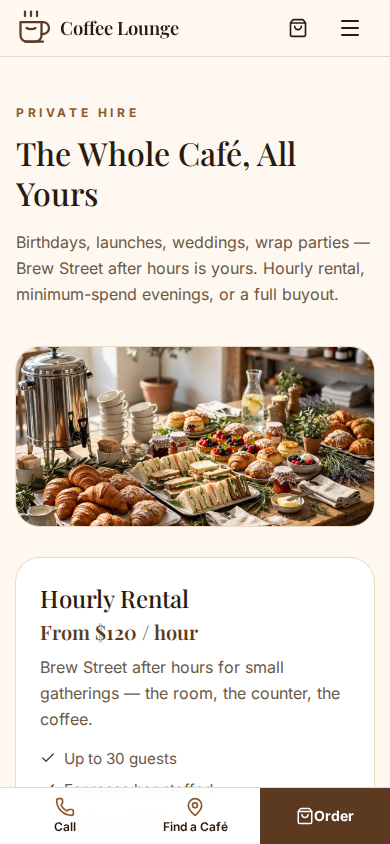 Coffee Lounge
PRIVATE HIRE
The Whole Café, All
Yours
Birthdays, launches, weddings, wrap parties —
Brew Street after hours is yours. Hourly rental,
minimum-spend evenings, or a full buyout.
Hourly Rental
From $120 / hour
Brew Street after hours for small
gatherings — the room, the counter, the
coffee.
Up to 30 guests
Call
Find a Café
Order